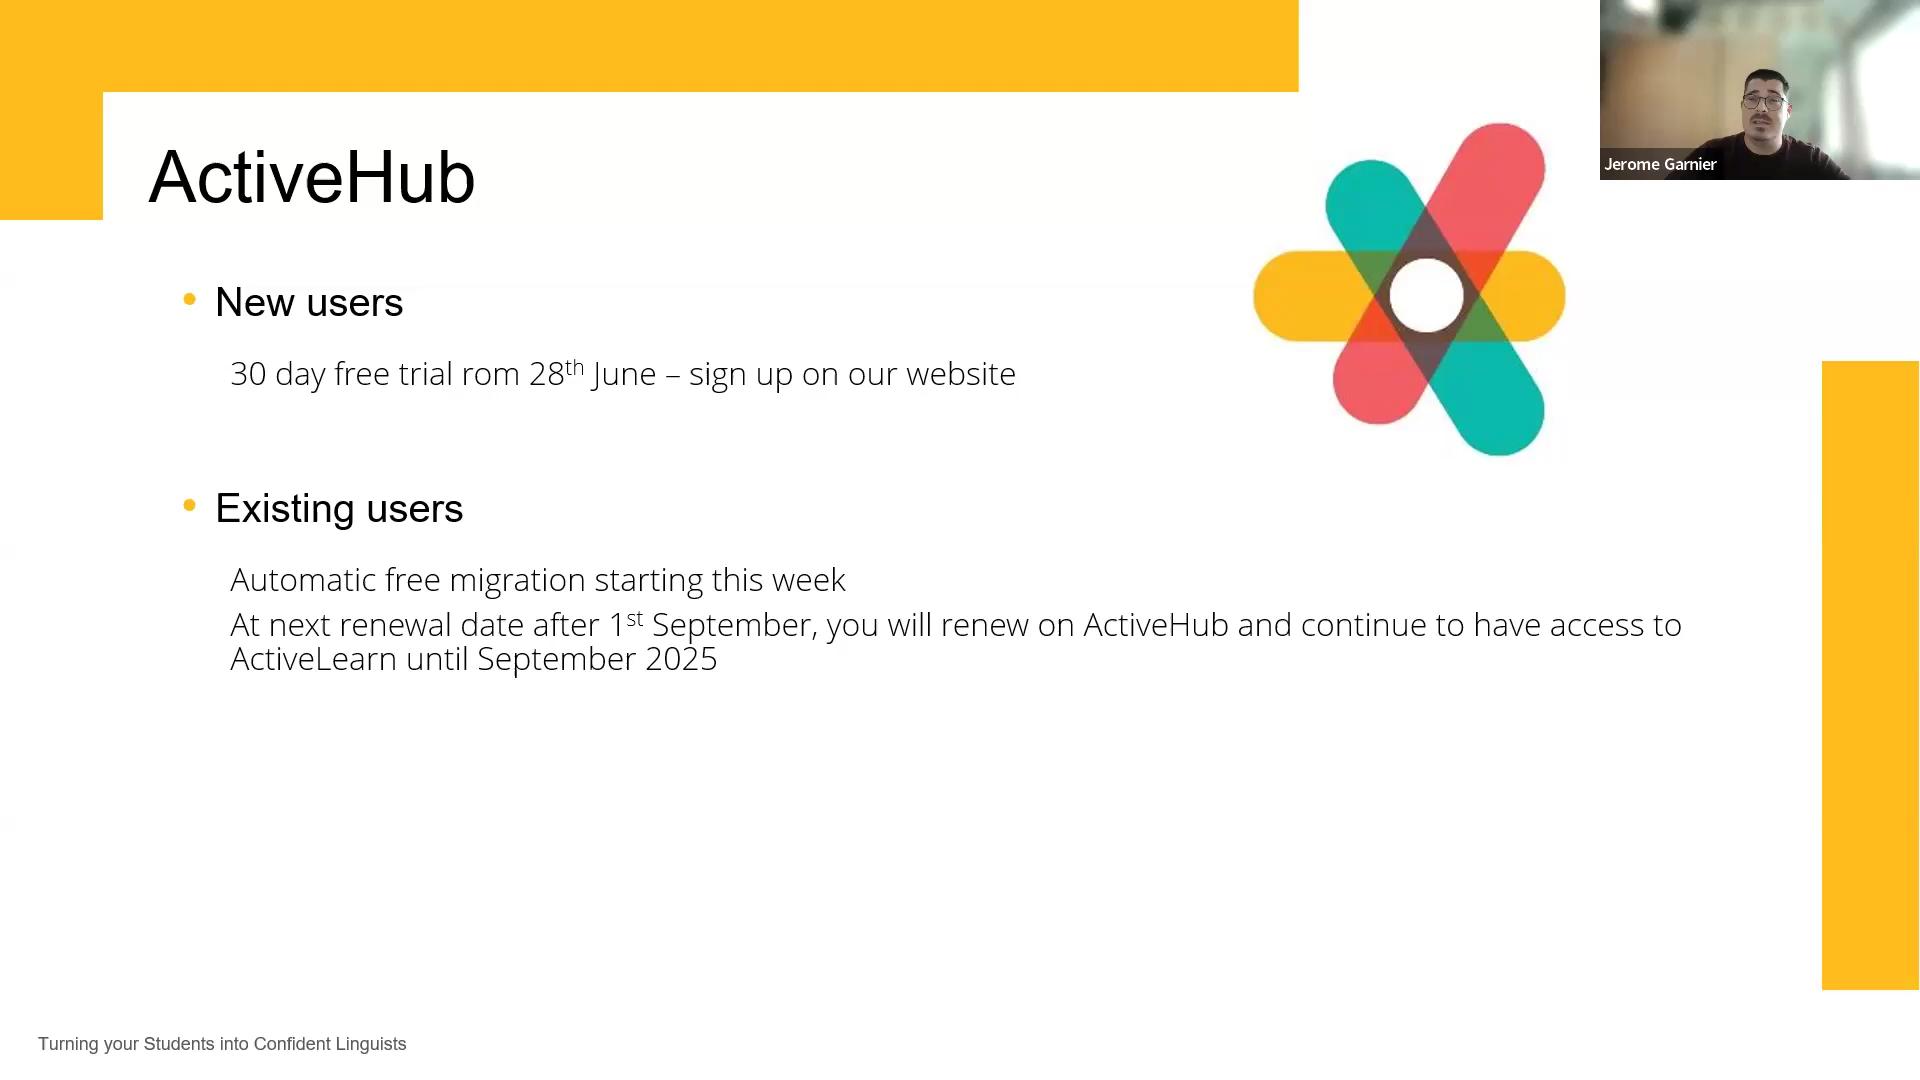 ActiveHub
Jerome Garnier
• New users
30 day free trial rom 28th June – sign up on our website
• Existing users
Automatic free migration starting this week
At next renewal date after 1st September, you will renew on ActiveHub and continue to have access to
ActiveLearn until September 2025
Turning your Students into Confident Linguists